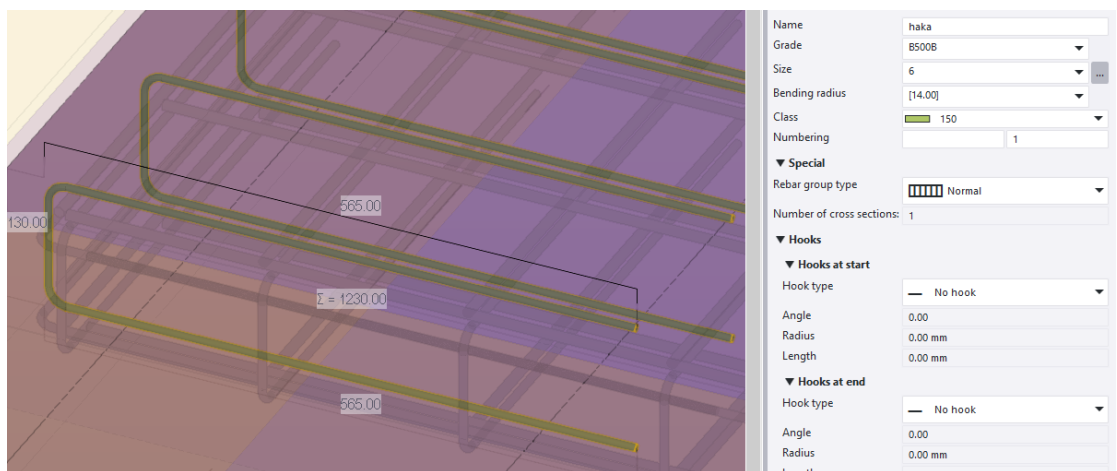 130.00
565.00
Σ = 1230.00
565.00
Name haka
Grade B500B
Size 6 ...
Bending radius [14.00]
Class 150
Numbering 1
▼ Special
Rebar group type Normal
Number of cross sections: 1
▼ Hooks
▼ Hooks at start
Hook type No hook
Angle 0.00
Radius 0.00 mm
Length 0.00 mm
▼ Hooks at end
Hook type No hook
Angle 0.00
Radius 0.00 mm